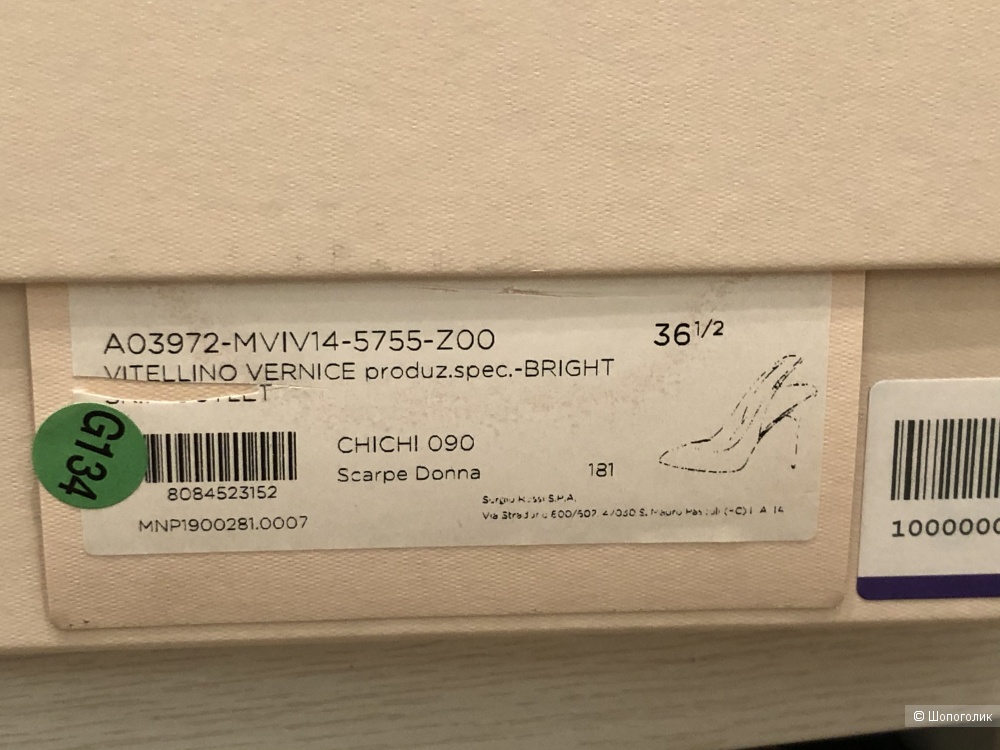 A03972-MVIV14-5755-Z00
36 1/2
VITELLINO VERNICE produz.spec.-BRIGHT
G134
CHICHI 090
Scarpe Donna
181
8084523152
MNP1900281.0007
S.P.A.
1000000
© Шопоголик